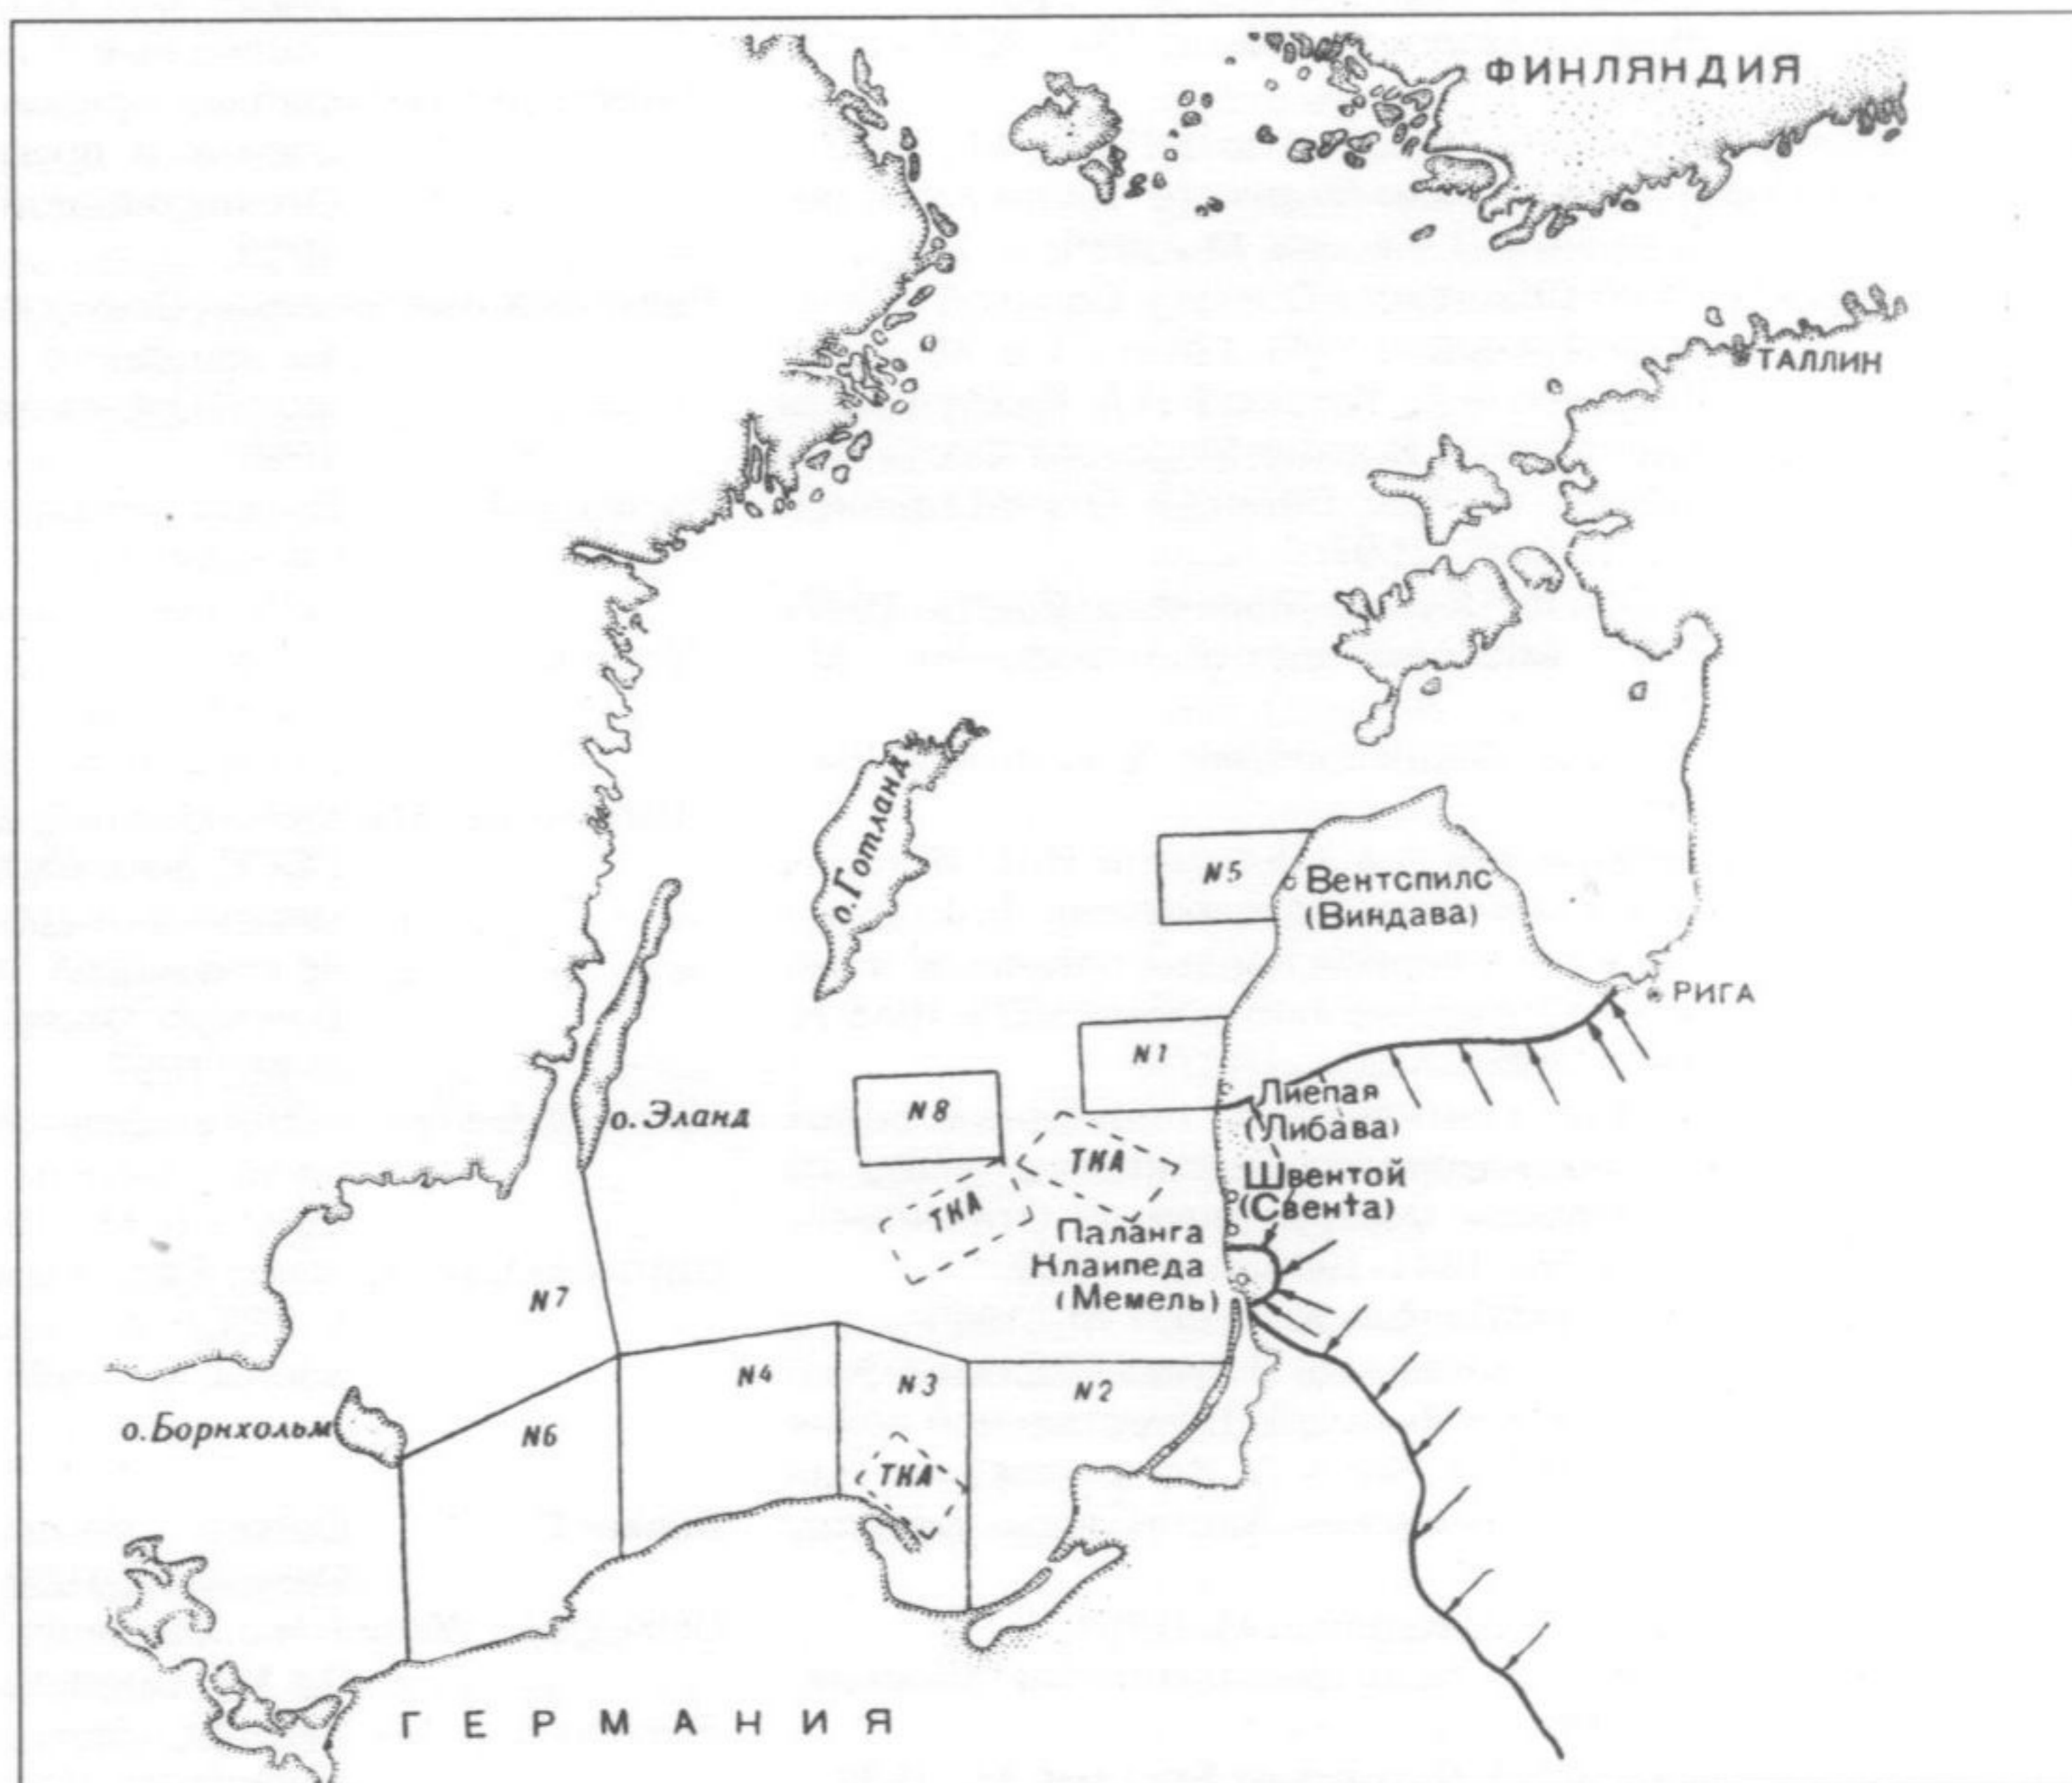 ФИНЛЯНДИЯ
ТАЛЛИН
о.Готланд
N5
Вентспилс
(Виндава)
РИГА
N1
о. Эланд
N8
Лиепая
(Либава)
ТКА
Швентой
(Свента)
ТКА
Паланга
Клаипеда
(Мемель)
N7
N4
N3
N2
о.Борнхольм
N6
ТКА
ГЕРМАНИЯ